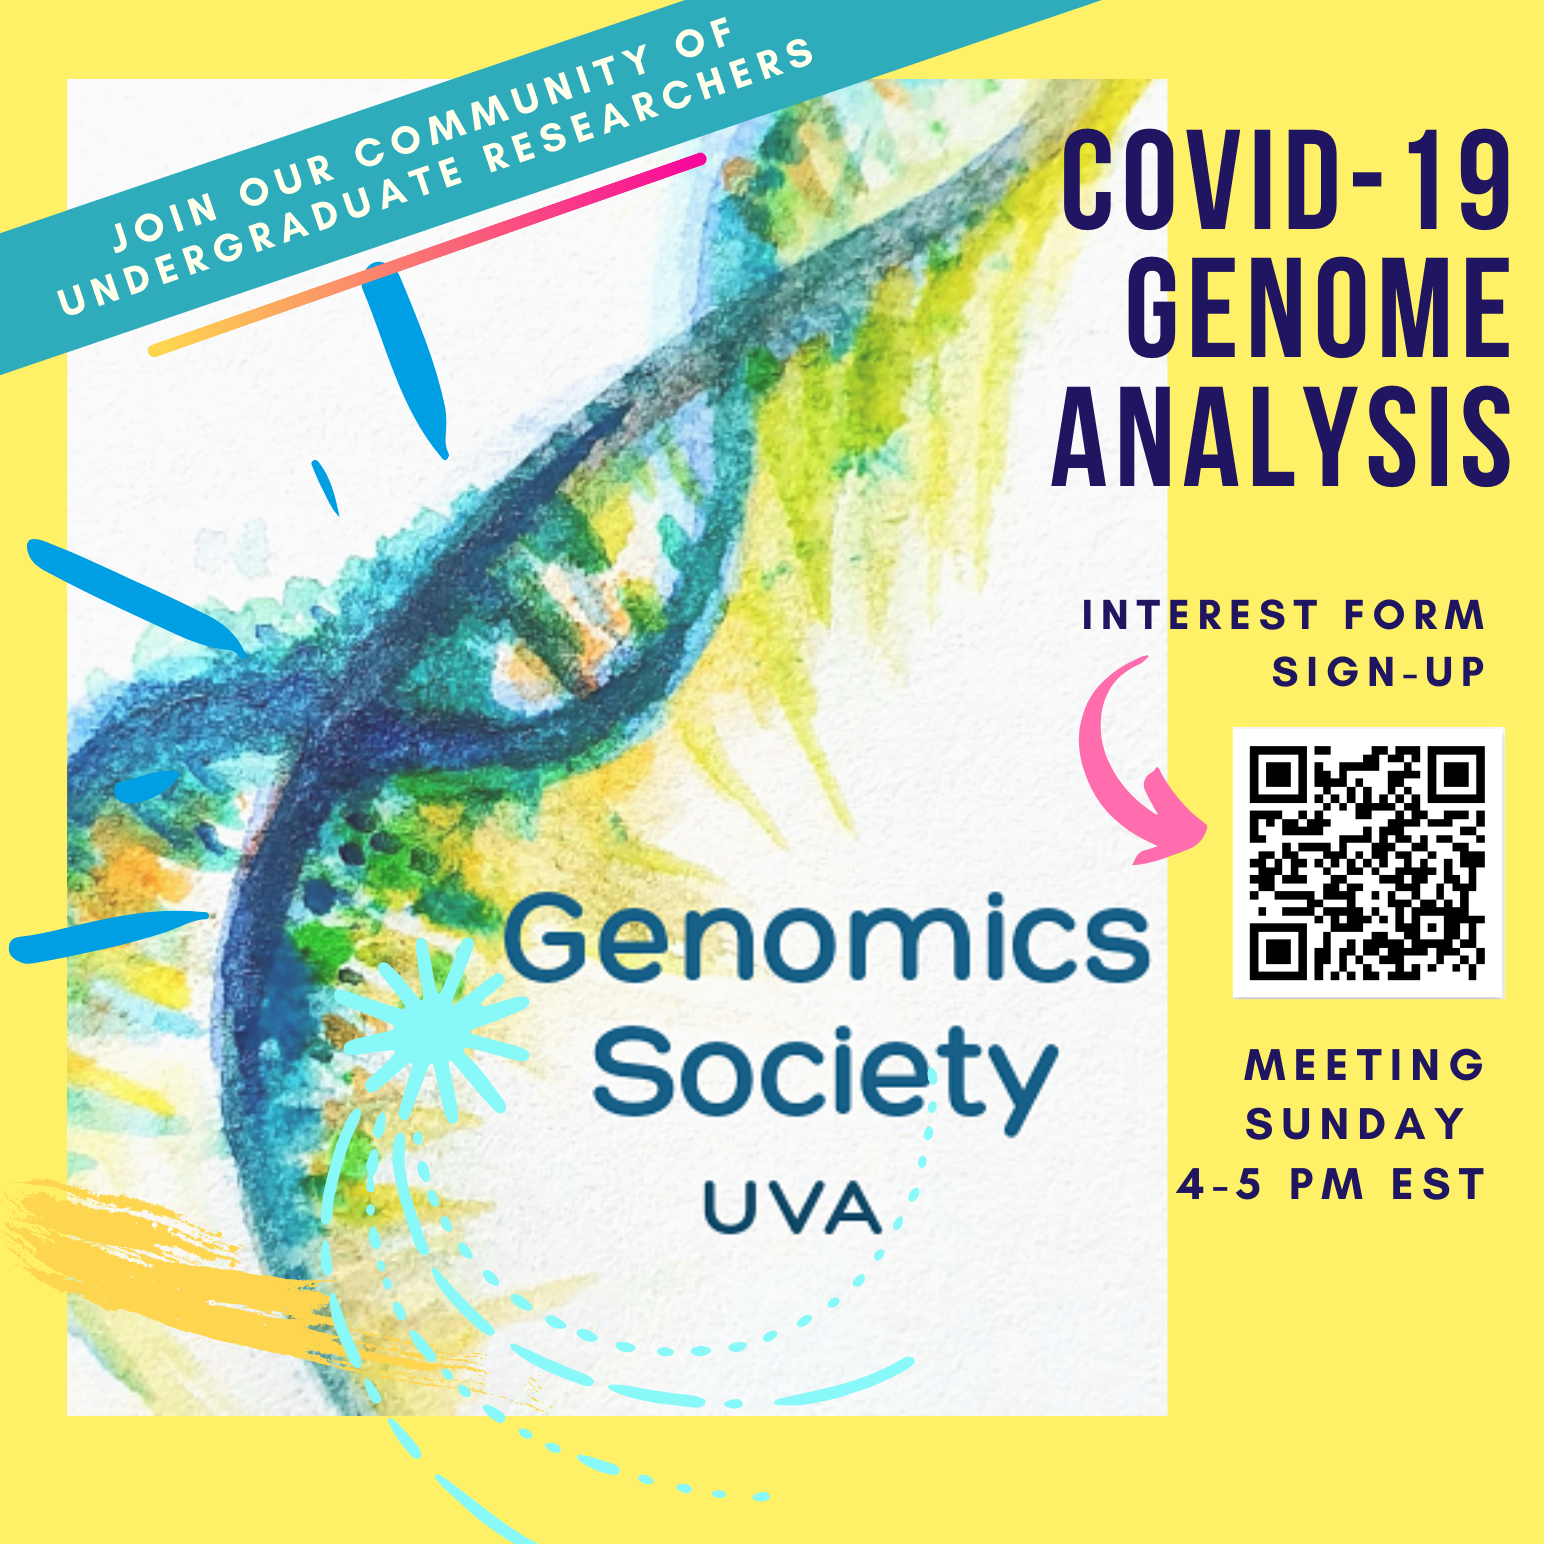 JOIN OUR COMMUNITY OF
UNDERGRADUATE RESEARCHERS
COVID-19
GENOME
ANALYSIS
INTEREST FORM
SIGN-UP
Genomics
Society
UVA
MEETING
SUNDAY
4-5 PM EST